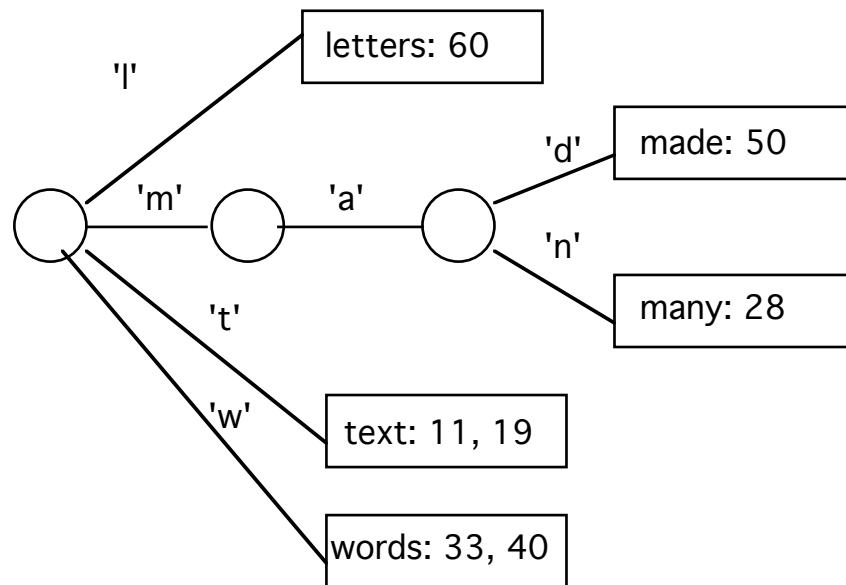 'l'
letters: 60
'd'
made: 50
'm'
'a'
'n'
many: 28
't'
'w'
text: 11, 19
words: 33, 40